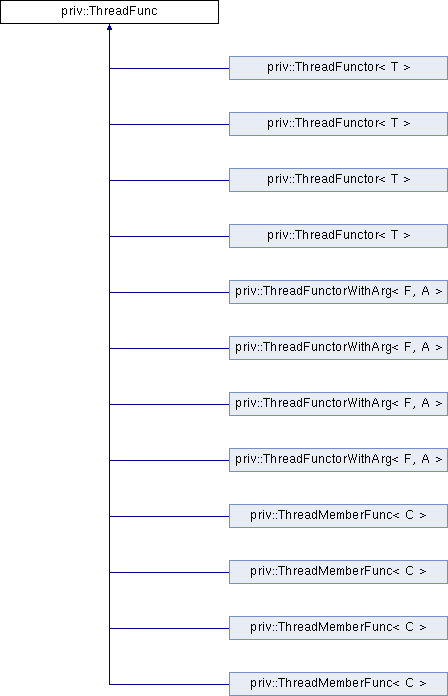 priv::ThreadFunc
priv::ThreadFunctor< T >
priv::ThreadFunctor< T >
priv::ThreadFunctor< T >
priv::ThreadFunctor< T >
priv::ThreadFunctorWithArg< F, A >
priv::ThreadFunctorWithArg< F, A >
priv::ThreadFunctorWithArg< F, A >
priv::ThreadFunctorWithArg< F, A >
priv::ThreadMemberFunc< C >
priv::ThreadMemberFunc< C >
priv::ThreadMemberFunc< C >
priv::ThreadMemberFunc< C >